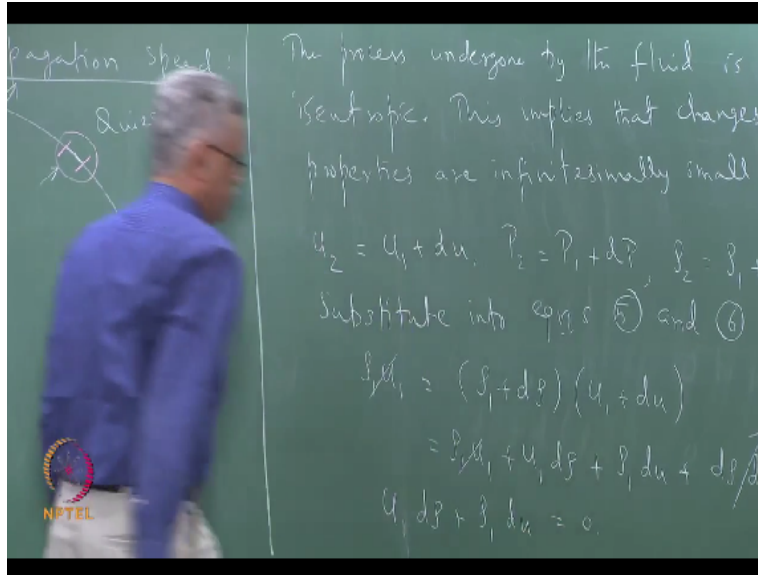 pagation speed:
Quizi
The process undergone by the fluid is
isentropic. This implies that changes
properties are infinitesimally small
u₂ = u₁ + du, P₂ = P₁ + dP, ρ₂ = ρ₁ +
Substitute into eqns ⑤ and ⑥
ρ₁u₁ = (ρ₁ + dρ)(u₁ + du)
= ρ₁u₁ + u₁dρ + ρ₁du + dρ
u₁dρ + ρ₁du = 0.
NPTEL